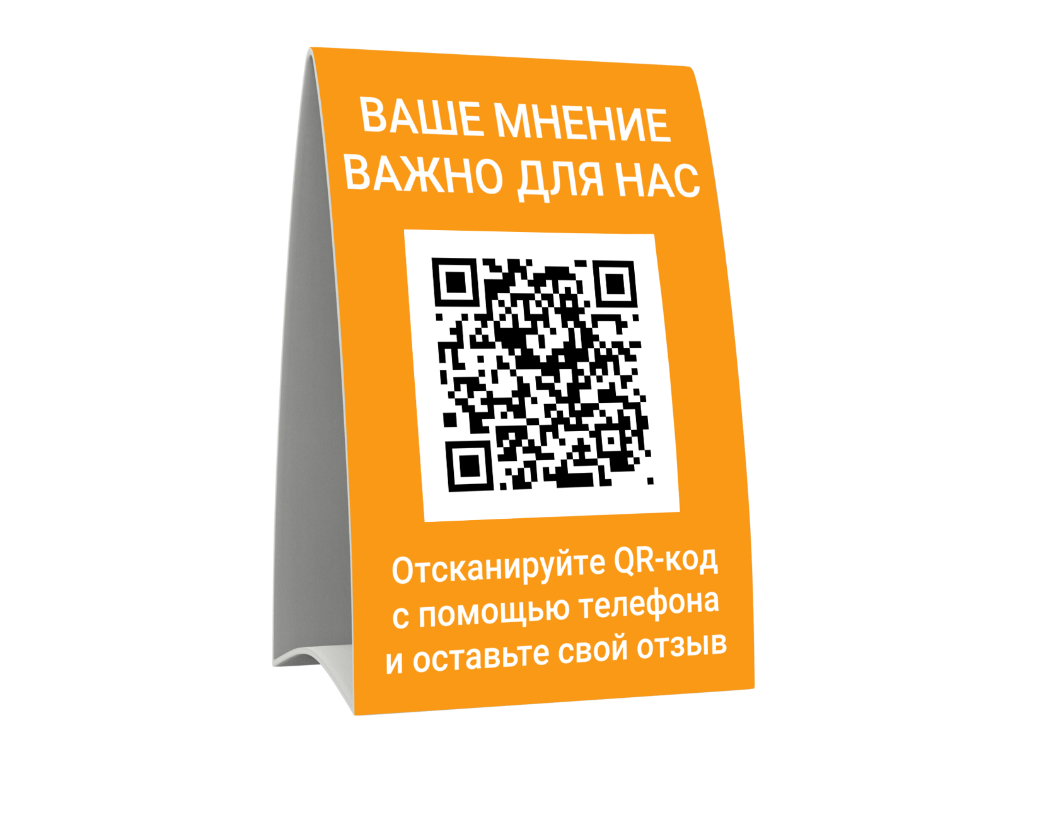 ВАШЕ МНЕНИЕ
ВАЖНО ДЛЯ НАС
Отсканируйте QR-код
с помощью телефона
и оставьте свой отзыв